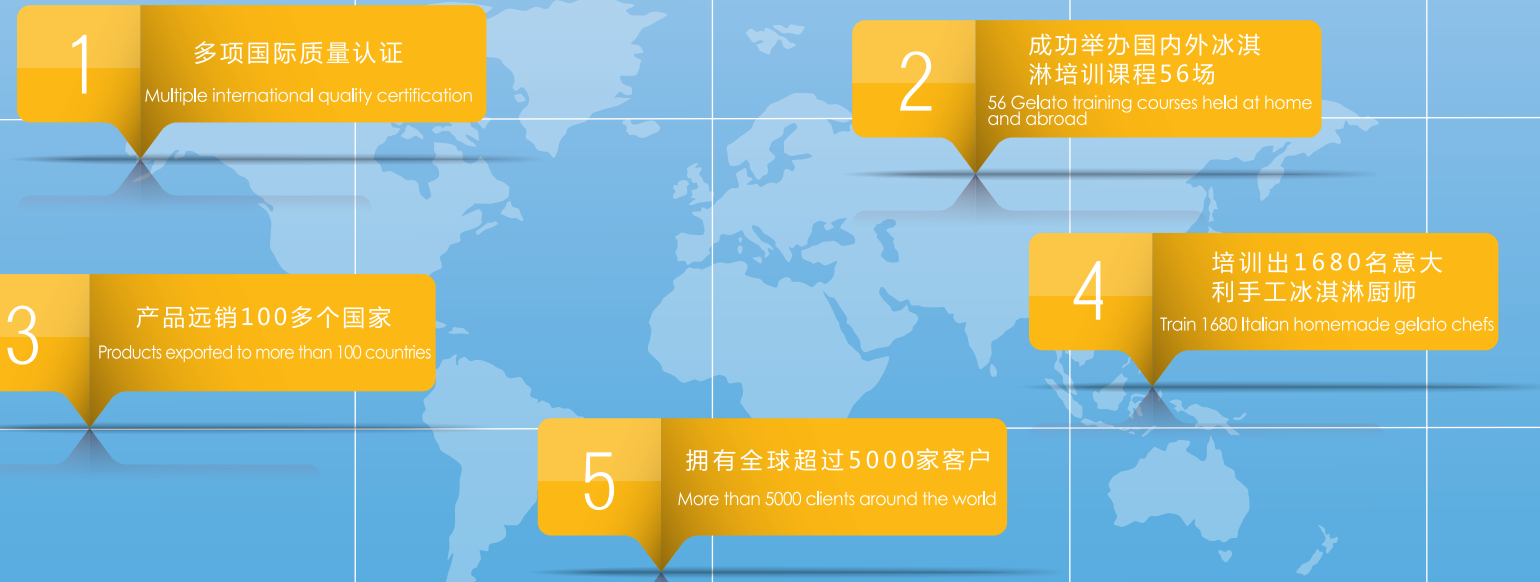 1
多项国际质量认证
Multiple international quality certification
2
成功举办国内外冰淇
淋培训课程56场
56 Gelato training courses held at home
and abroad
3
产品远销100多个国家
Products exported to more than 100 countries
4
培训出1680名意大
利手工冰淇淋厨师
Train 1680 Italian homemade gelato chefs
5
拥有全球超过5000家客户
More than 5000 clients around the world